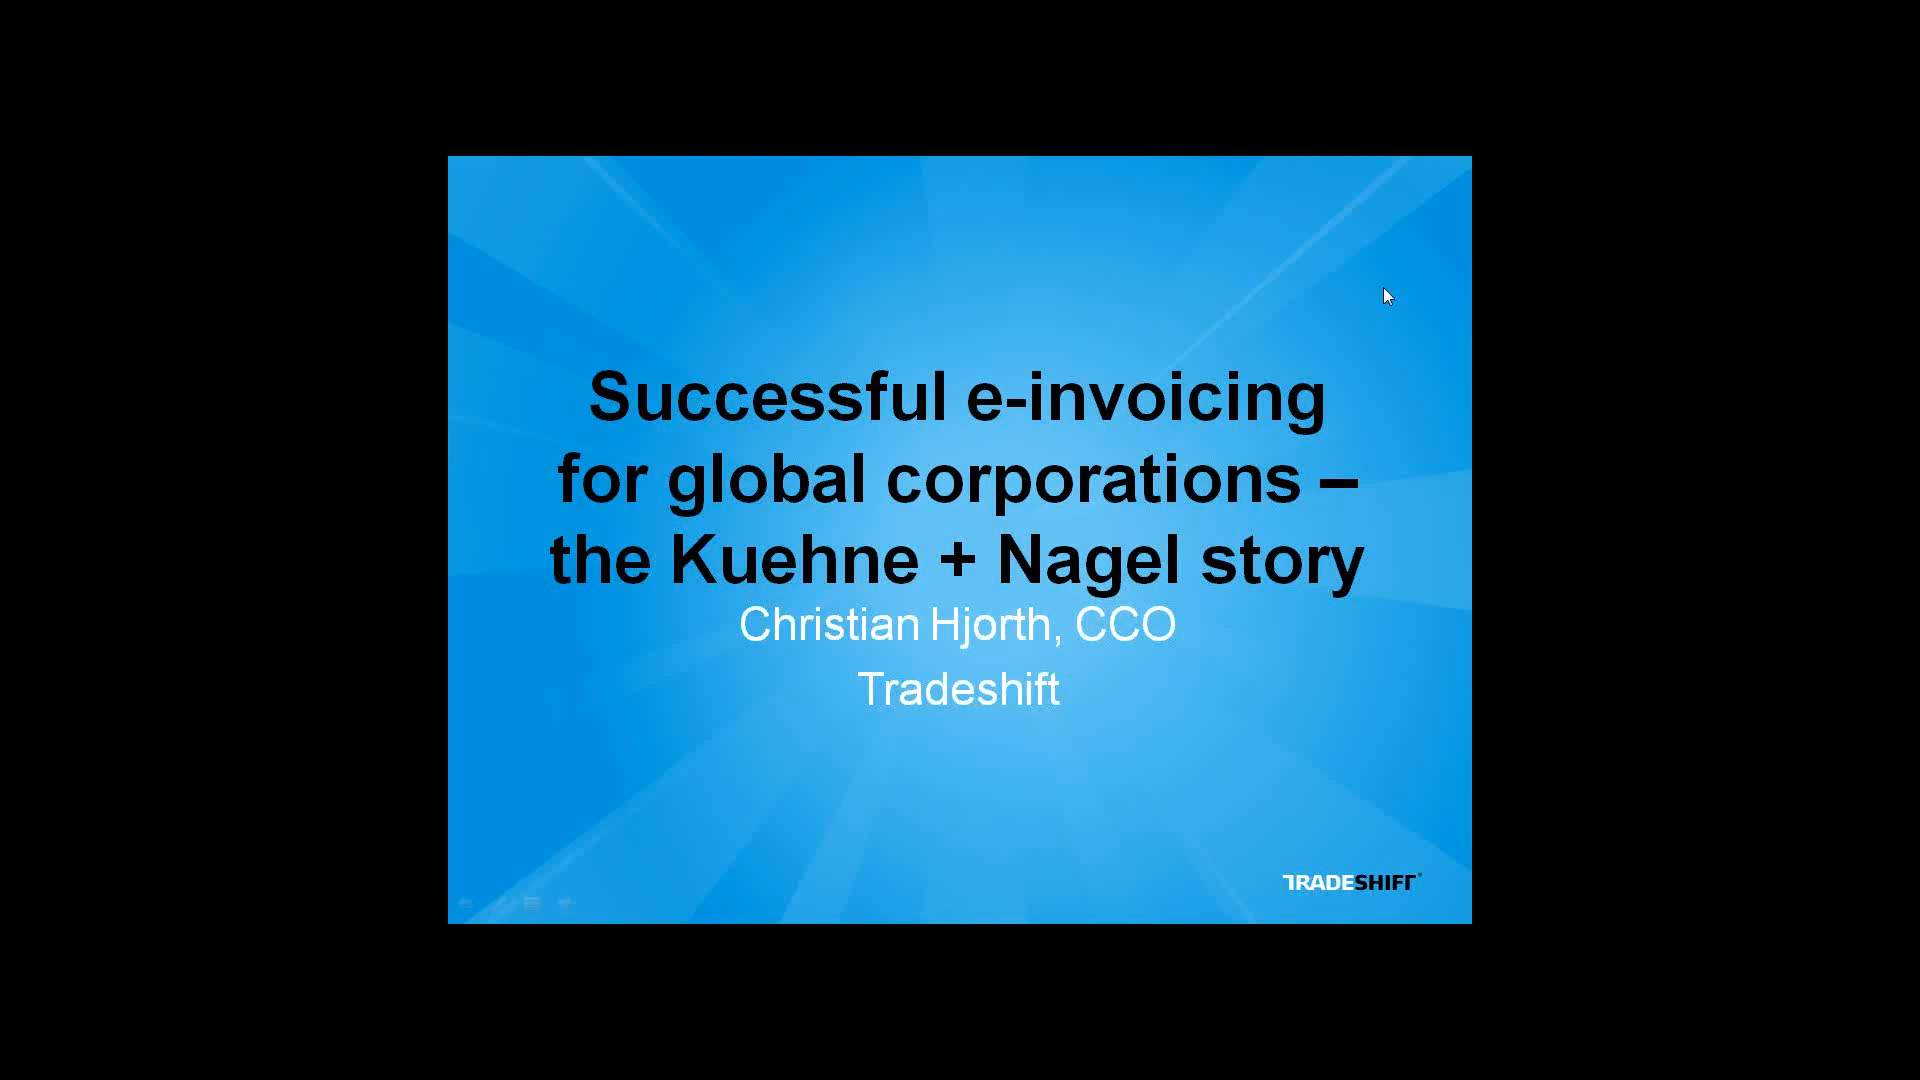 Successful e-invoicing
for global corporations –
the Kuehne + Nagel story
Christian Hjorth, CCO
Tradeshift
TRADESHIFT